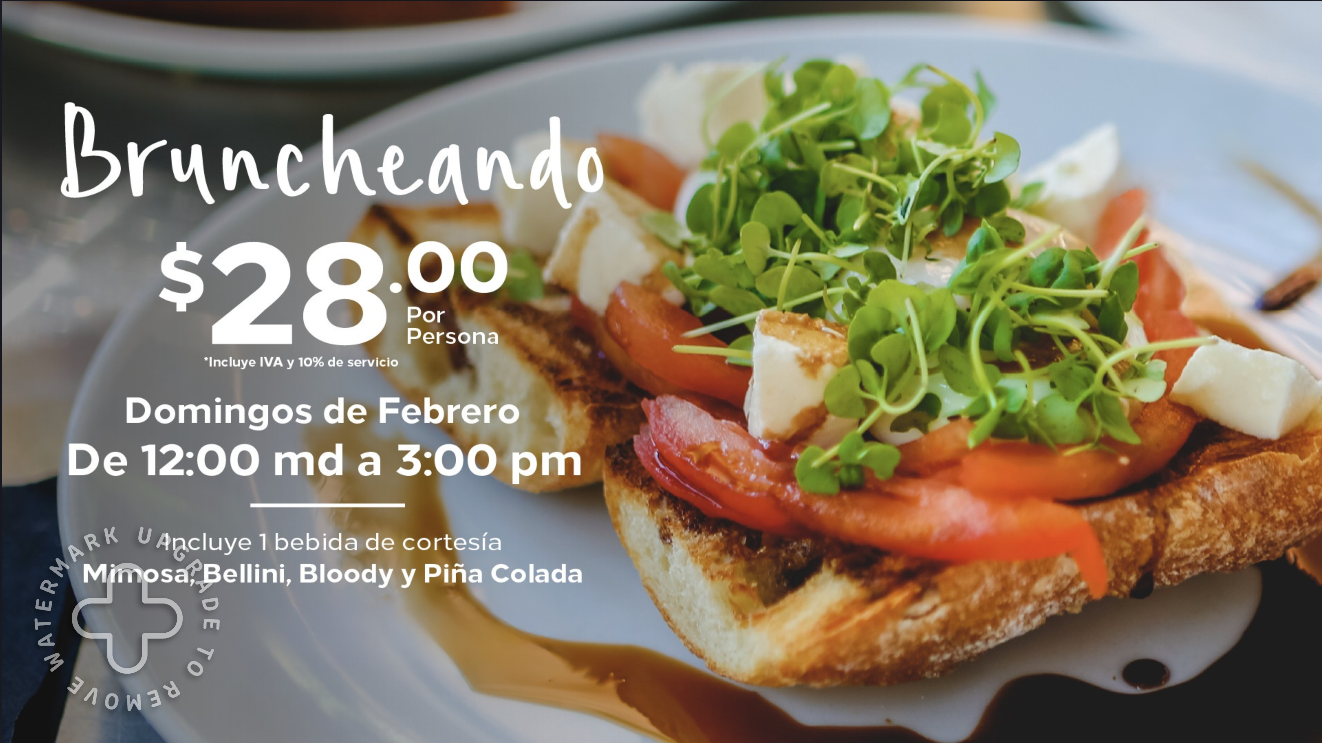 Bruncheando
$28.00
Por
Persona
*Incluye IVA y 10% de servicio
Domingos de Febrero
De 12:00 md a 3:00 pm
Incluye 1 bebida de cortesía
Mimosa, Bellini, Bloody y Piña Colada
WATERMARK UPGRADE TO REMOVE